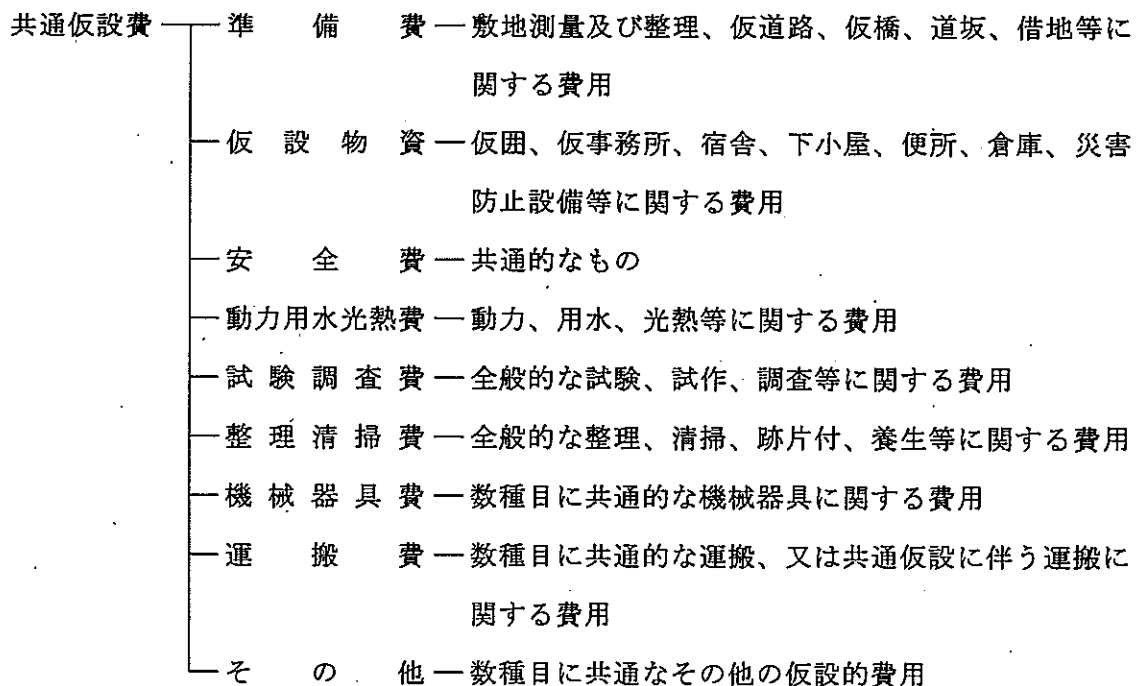 共通仮設費 準備費 — 敷地測量及び整理、仮道路、仮橋、道坂、借地等に
関する費用
仮設物資 — 仮囲、仮事務所、宿舎、下小屋、便所、倉庫、災害
防止設備等に関する費用
安全費 — 共通的なもの
動力用水光熱費 — 動力、用水、光熱等に関する費用
試験調査費 — 全般的な試験、試作、調査等に関する費用
整理清掃費 — 全般的な整理、清掃、跡片付、養生等に関する費用
機械器具費 — 数種目に共通的な機械器具に関する費用
運搬費 — 数種目に共通的な運搬、又は共通仮設に伴う運搬に
関する費用
その他 — 数種目に共通なその他の仮設的費用